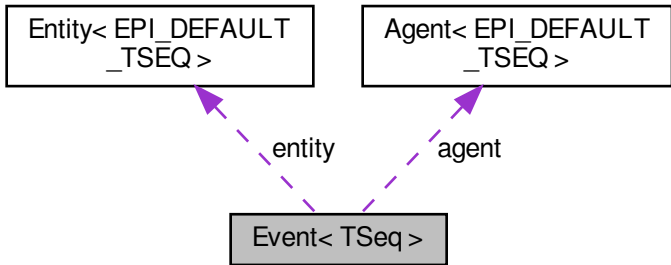 Entity< EPI_DEFAULT
_TSEQ >
Agent< EPI_DEFAULT
_TSEQ >
entity
agent
Event< TSeq >